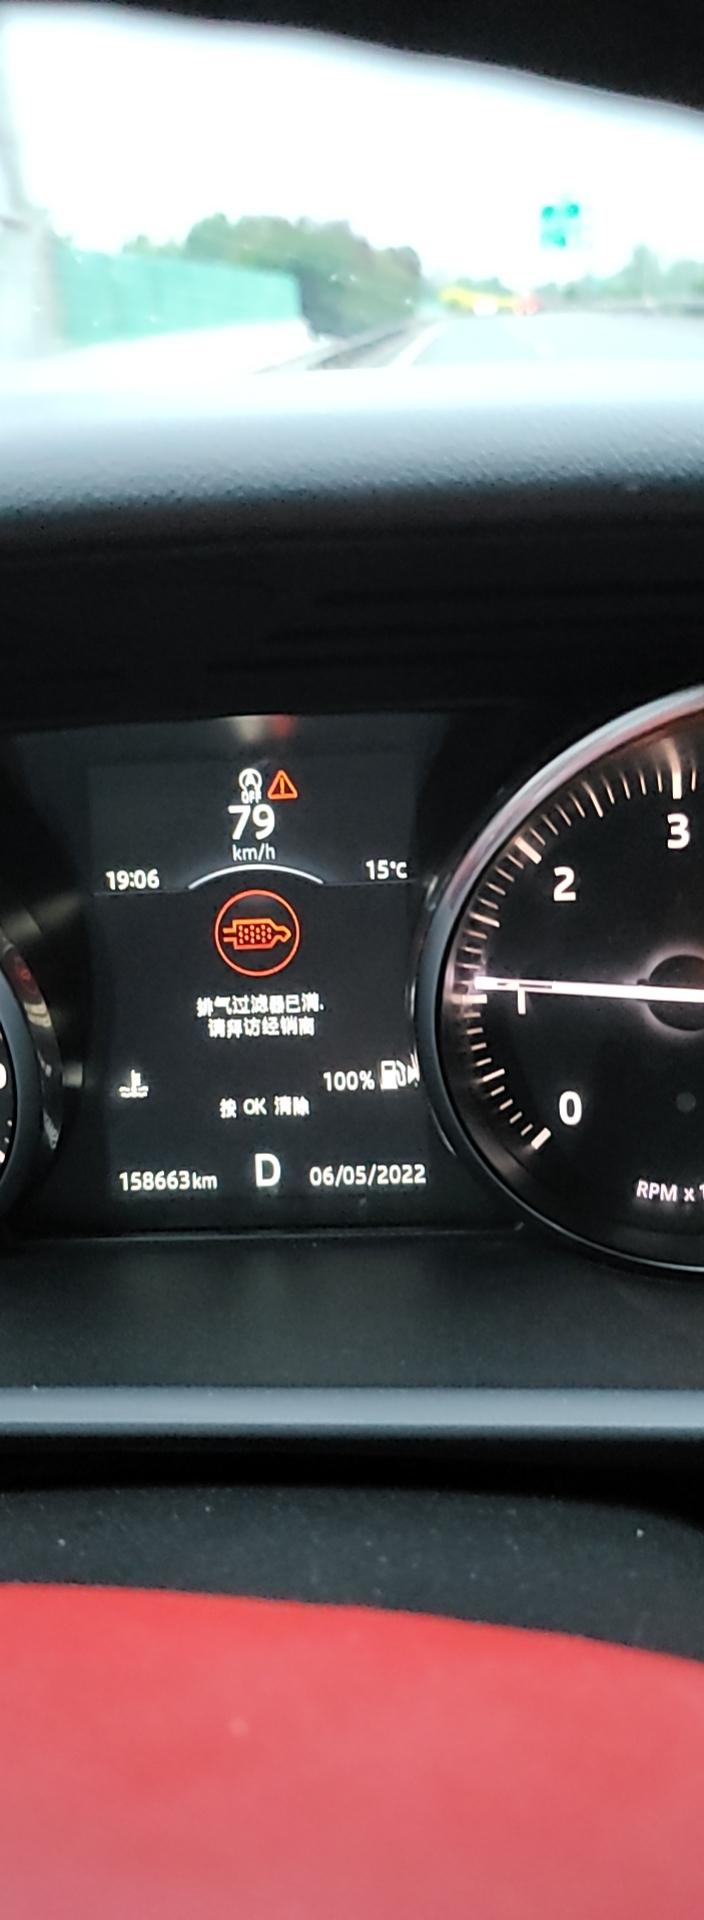 OFF
79
km/h
19:06
15°C
排气过滤器已满.
请拜访经销商
100%
按 OK 清除
158663km
D
06/05/2022
3
2
1
0
RPM x 1